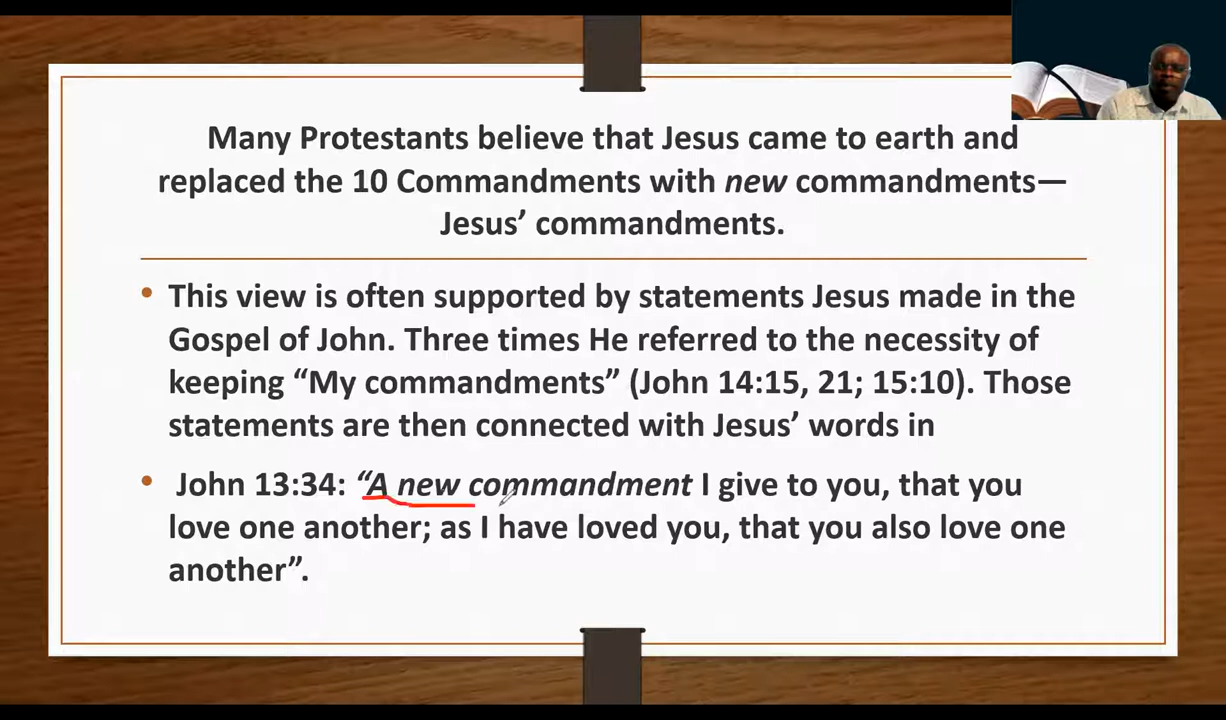 Many Protestants believe that Jesus came to earth and
replaced the 10 Commandments with new commandments—
Jesus’ commandments.
• This view is often supported by statements Jesus made in the
Gospel of John. Three times He referred to the necessity of
keeping “My commandments” (John 14:15, 21; 15:10). Those
statements are then connected with Jesus’ words in
• John 13:34: “A new commandment I give to you, that you
love one another; as I have loved you, that you also love one
another”.